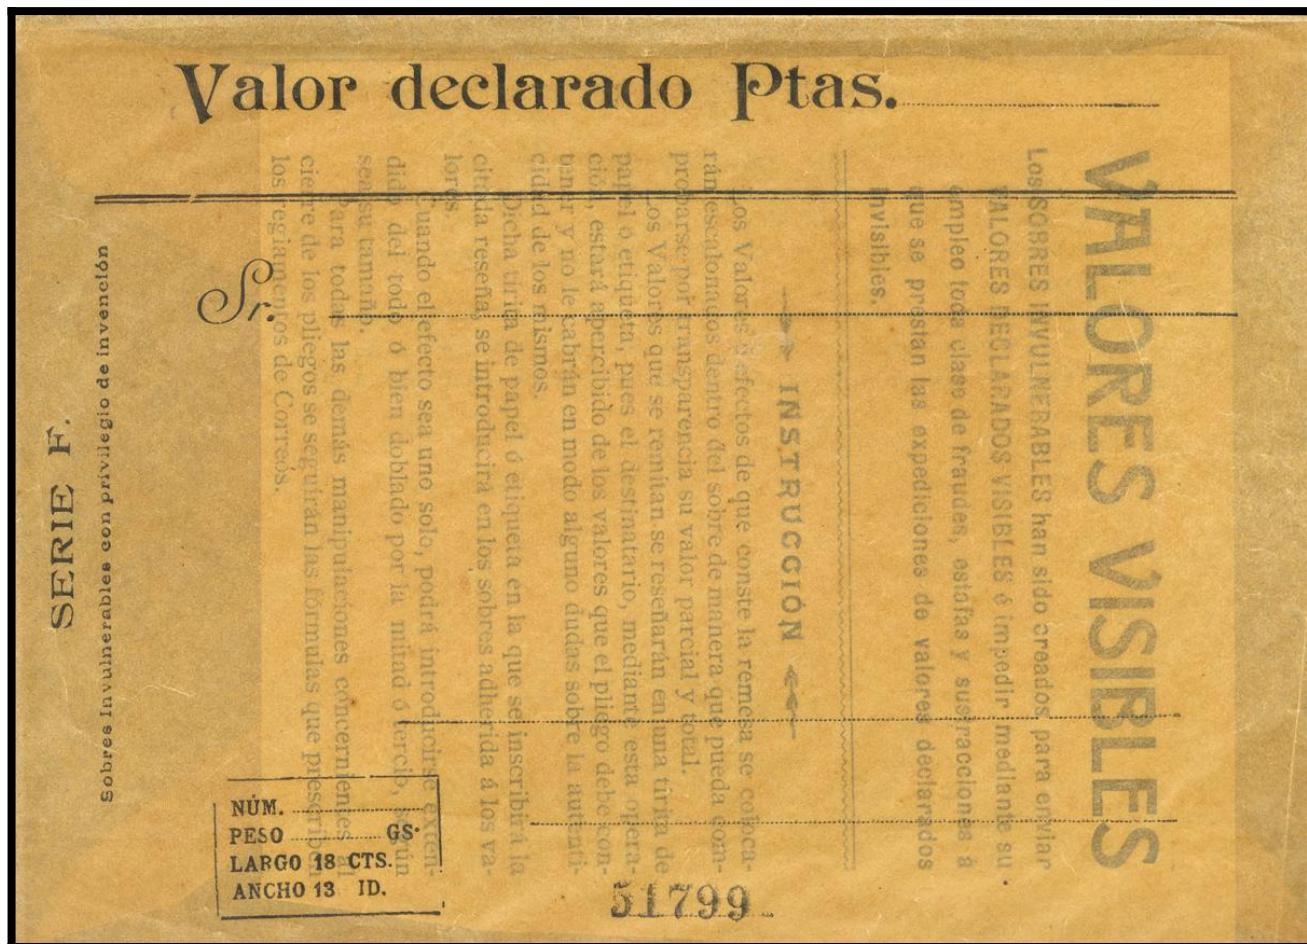 Valor declarado Ptas.
Sr.
SERIE F.
Sobres Invulnerables con privilegio de invención
NÚM.
PESO GS.
LARGO 18 CTS.
ANCHO 13 ID.
51799
VALORES VISIBLES
Los SOBRES INVULNERABLES han sido creados para enviar
VALORES DECLARADOS VISIBLES é impedir mediante su
empleo toda clase de fraudes, estafas y sustracciones á
que se prestan las expediciones de valores declarados
invisibles.
INSTRUCCIÓN
Los Valores ó efectos de que conste la remesa se coloca-
rán escalonados dentro del sobre de manera que pueda com-
probarse por transparencia su valor parcial y total.
Los Valores que se remitan se reseñarán en una tirita de
papel ó etiqueta, pues el destinatario, mediante esta opera-
ción, estará apercibido de los valores que el pliego debe con-
tener y no le cabrán en modo alguno dudas sobre la autenti-
cidad de los mismos.
Dicha tirita de papel ó etiqueta en la que se inscribirá la
citada reseña, se introducirá en los sobres adherida á los va-
lores.
Cuando el efecto sea uno solo, podrá introducirse exten-
dido del todo ó bien doblado por la mitad ó tercio, según
sea su tamaño.
Para todas las demás manipulaciones concernientes al
cierre de los pliegos se seguirán las fórmulas que prescriben
los reglamentos de Correos.